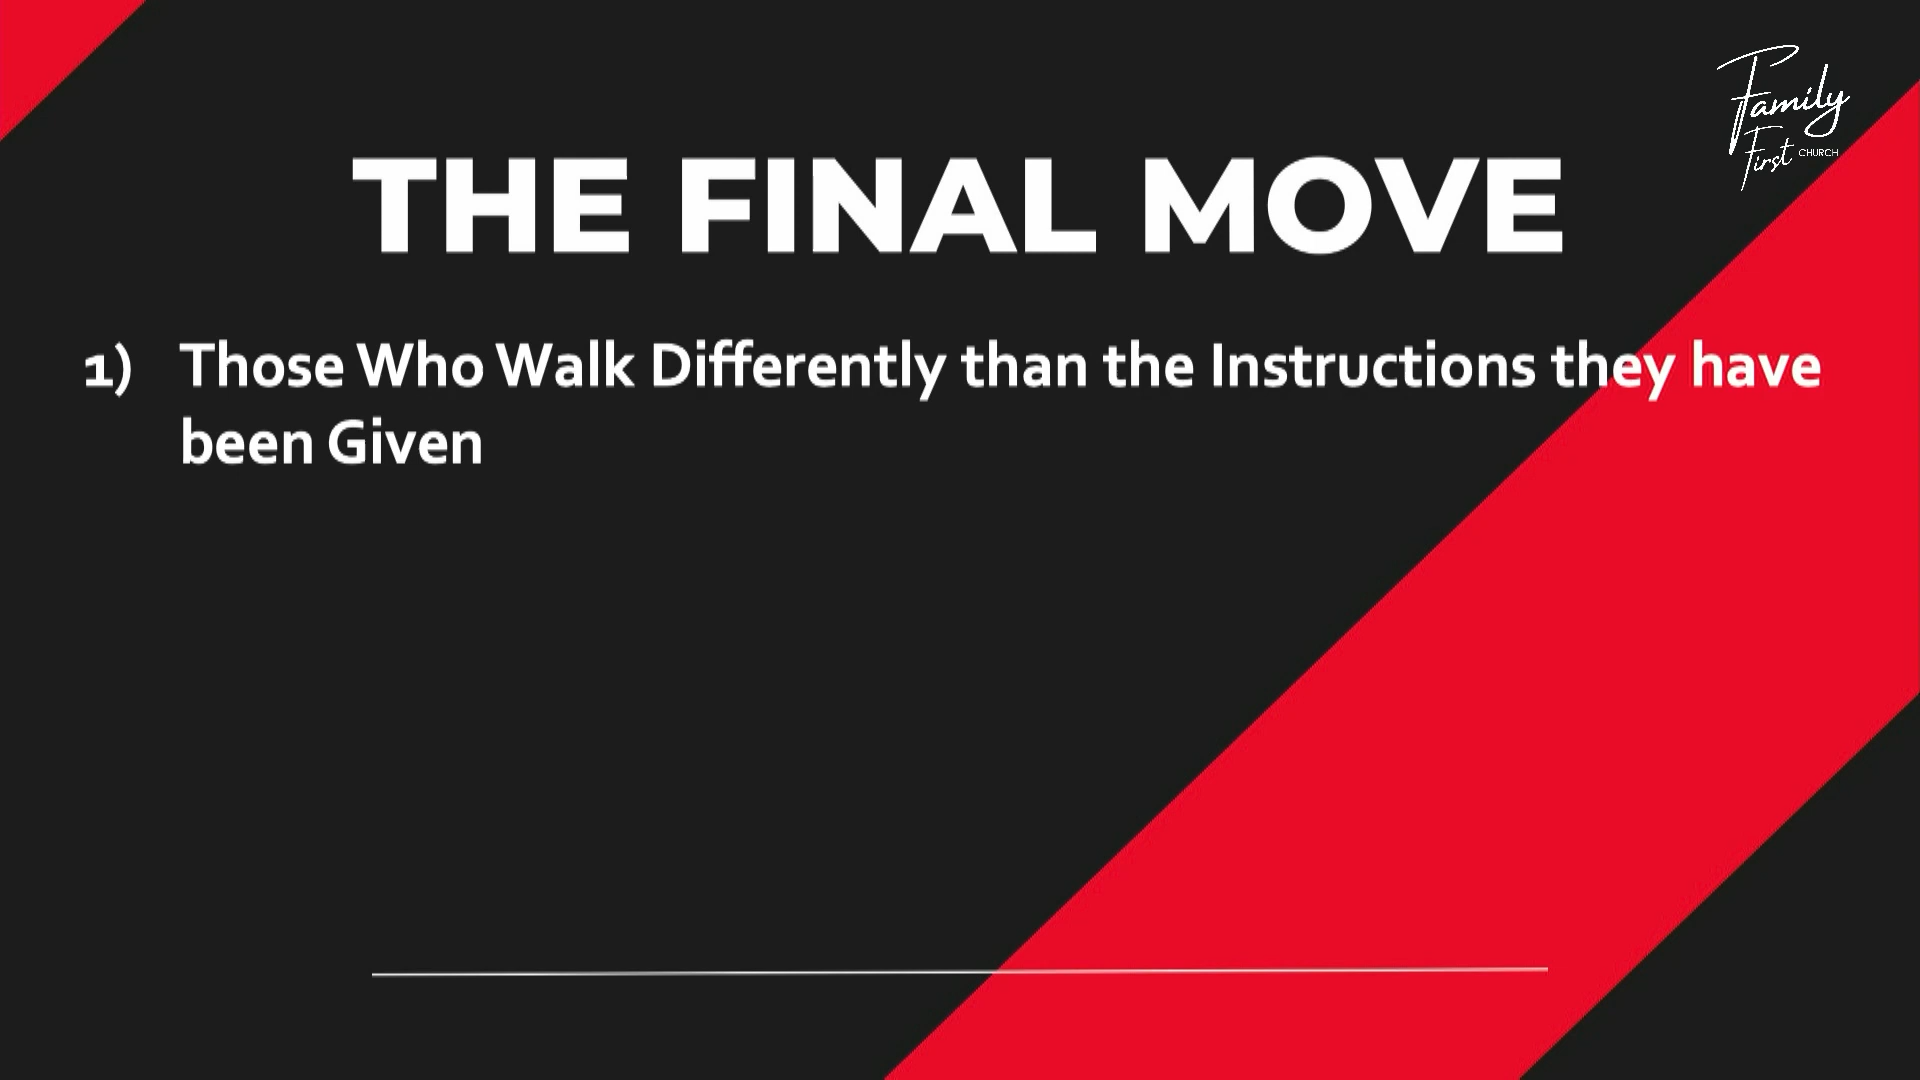 Family
First CHURCH
THE FINAL MOVE
1) Those Who Walk Differently than the Instructions they have
been Given